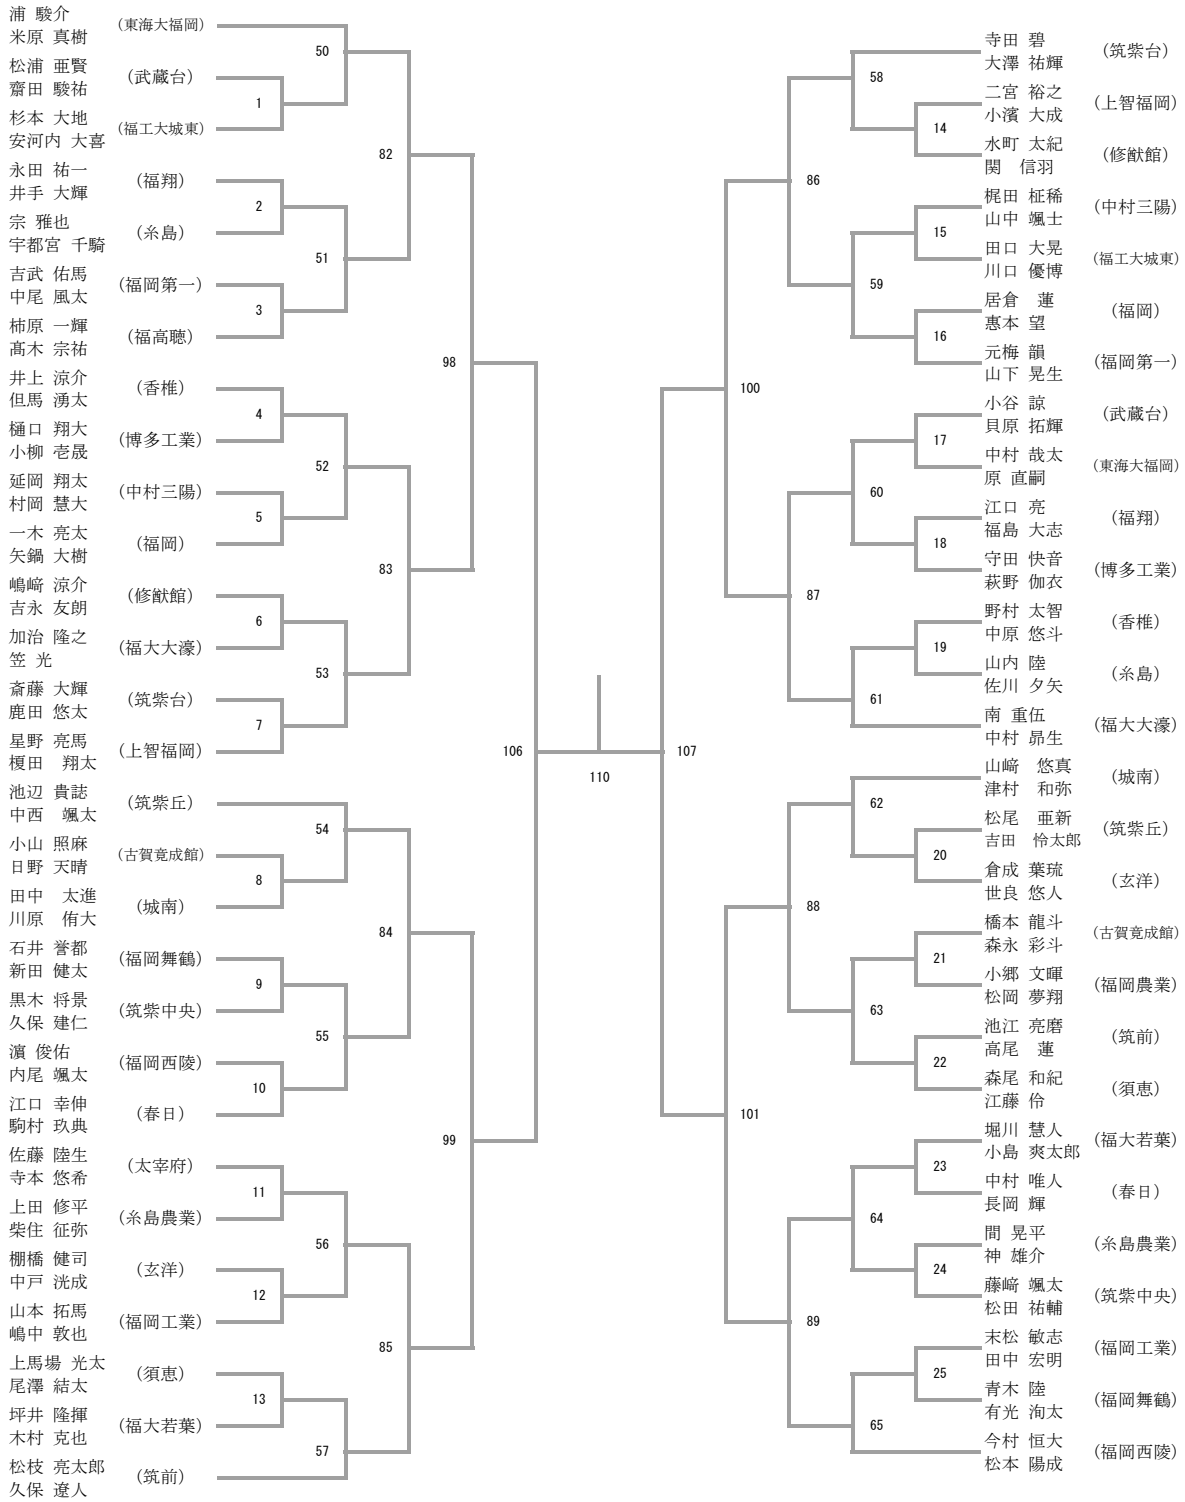 浦 駿介
米原 真樹
(東海大福岡)
松浦 亜賢
齋田 駿祐
(武蔵台)
杉本 大地
安河内 大喜
(福工大城東)
永田 祐一
井手 大輝
(福翔)
宗 雅也
宇都宮 千騎
(糸島)
吉武 佑馬
中尾 風太
(福岡第一)
柿原 一輝
髙木 宗祐
(福高聴)
井上 涼介
但馬 湧太
(香椎)
樋口 翔大
小柳 壱晟
(博多工業)
延岡 翔太
村岡 慧大
(中村三陽)
一木 亮太
矢鍋 大樹
(福岡)
嶋﨑 涼介
吉永 友朗
(修猷館)
加治 隆之
笠 光
(福大大濠)
斎藤 大輝
鹿田 悠太
(筑紫台)
星野 亮馬
榎田 翔太
(上智福岡)
池辺 貴誌
中西 颯太
(筑紫丘)
小山 照麻
日野 天晴
(古賀竟成館)
田中 太進
川原 侑大
(城南)
石井 誉都
新田 健太
(福岡舞鶴)
黒木 将景
久保 建仁
(筑紫中央)
濵 俊佑
内尾 颯太
(福岡西陵)
江口 幸伸
駒村 玖典
(春日)
佐藤 陸生
寺本 悠希
(太宰府)
上田 修平
柴住 征弥
(糸島農業)
棚橋 健司
中戸 洸成
(玄洋)
山本 拓馬
嶋中 敦也
(福岡工業)
上馬場 光太
尾澤 結太
(須恵)
坪井 隆揮
木村 克也
(福大若葉)
松枝 亮太郎
久保 遼人
(筑前)
1
2
3
4
5
6
7
8
9
10
11
12
13
50
51
52
53
54
55
56
57
82
83
84
85
98
99
106
110
107
100
101
86
87
88
89
58
59
60
61
62
63
64
65
14
15
16
17
18
19
20
21
22
23
24
25
寺田 碧
大澤 祐輝
(筑紫台)
二宮 裕之
小濱 大成
(上智福岡)
水町 太紀
関 信羽
(修猷館)
梶田 柾稀
山中 颯士
(中村三陽)
田口 大晃
川口 優博
(福工大城東)
居倉 蓮
惠本 望
(福岡)
元梅 韻
山下 晃生
(福岡第一)
小谷 諒
貝原 拓輝
(武蔵台)
中村 哉太
原 直嗣
(東海大福岡)
江口 亮
福島 大志
(福翔)
守田 快音
萩野 伽衣
(博多工業)
野村 太智
中原 悠斗
(香椎)
山内 陸
佐川 夕矢
(糸島)
南 重伍
中村 昴生
(福大大濠)
山﨑 悠真
津村 和弥
(城南)
松尾 亜新
吉田 怜太郎
(筑紫丘)
倉成 葉琉
世良 悠人
(玄洋)
橋本 龍斗
森永 彩斗
(古賀竟成館)
小郷 文暉
松岡 夢翔
(福岡農業)
池江 亮磨
高尾 蓮
(筑前)
森尾 和紀
江藤 伶
(須恵)
堀川 慧人
小島 爽太郎
(福大若葉)
中村 唯人
長岡 輝
(春日)
間 晃平
神 雄介
(糸島農業)
藤﨑 颯太
松田 祐輔
(筑紫中央)
末松 敏志
田中 宏明
(福岡工業)
青木 陸
有光 洵太
(福岡舞鶴)
今村 恒大
松本 陽成
(福岡西陵)